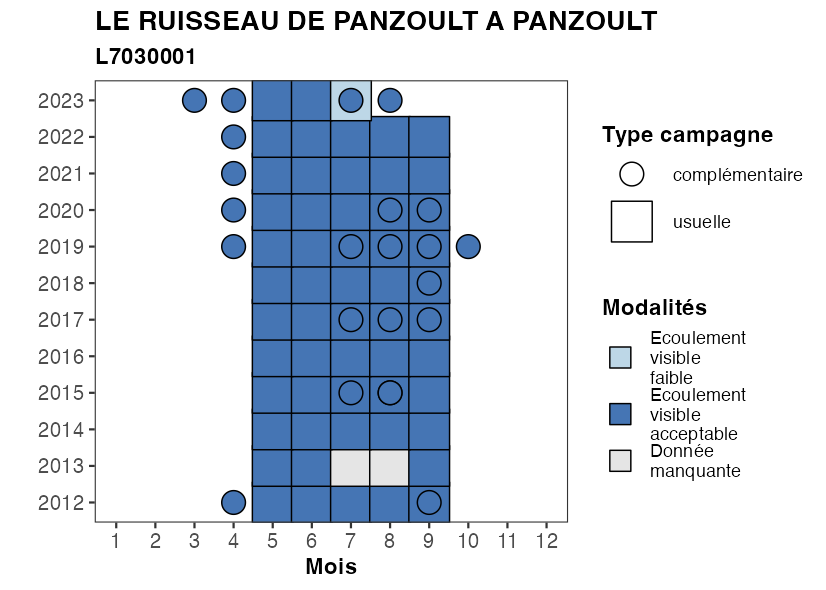 LE RUISSEAU DE PANZOULT A PANZOULT
L7030001
2023
2022
2021
2020
2019
2018
2017
2016
2015
2014
2013
2012
1 2 3 4 5 6 7 8 9 10 11 12
Mois
Type campagne
complémentaire
usuelle
Modalités
Ecoulement
visible
faible
Ecoulement
visible
acceptable
Donnée
manquante